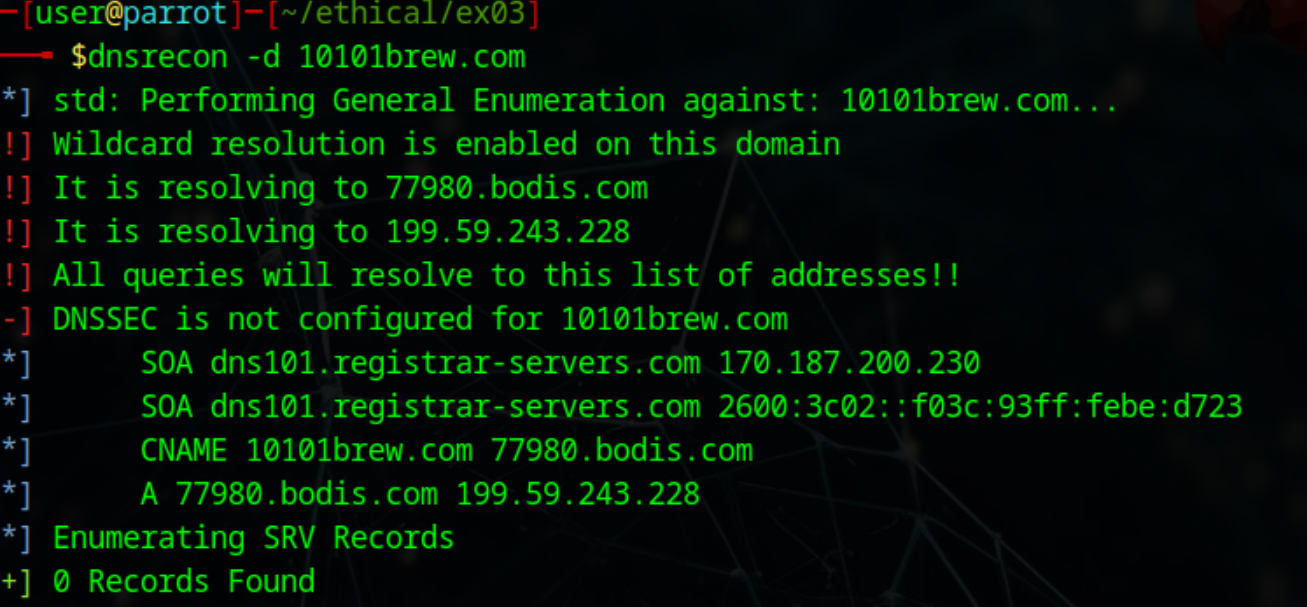 ─[user@parrot]─[~/ethical/ex03]
──╼ $dnsrecon -d 10101brew.com
*] std: Performing General Enumeration against: 10101brew.com...
!] Wildcard resolution is enabled on this domain
!] It is resolving to 77980.bodis.com
!] It is resolving to 199.59.243.228
!] All queries will resolve to this list of addresses!!
-] DNSSEC is not configured for 10101brew.com
*]      SOA dns101.registrar-servers.com 170.187.200.230
*]      SOA dns101.registrar-servers.com 2600:3c02::f03c:93ff:febe:d723
*]      CNAME 10101brew.com 77980.bodis.com
*]      A 77980.bodis.com 199.59.243.228
*] Enumerating SRV Records
+] 0 Records Found